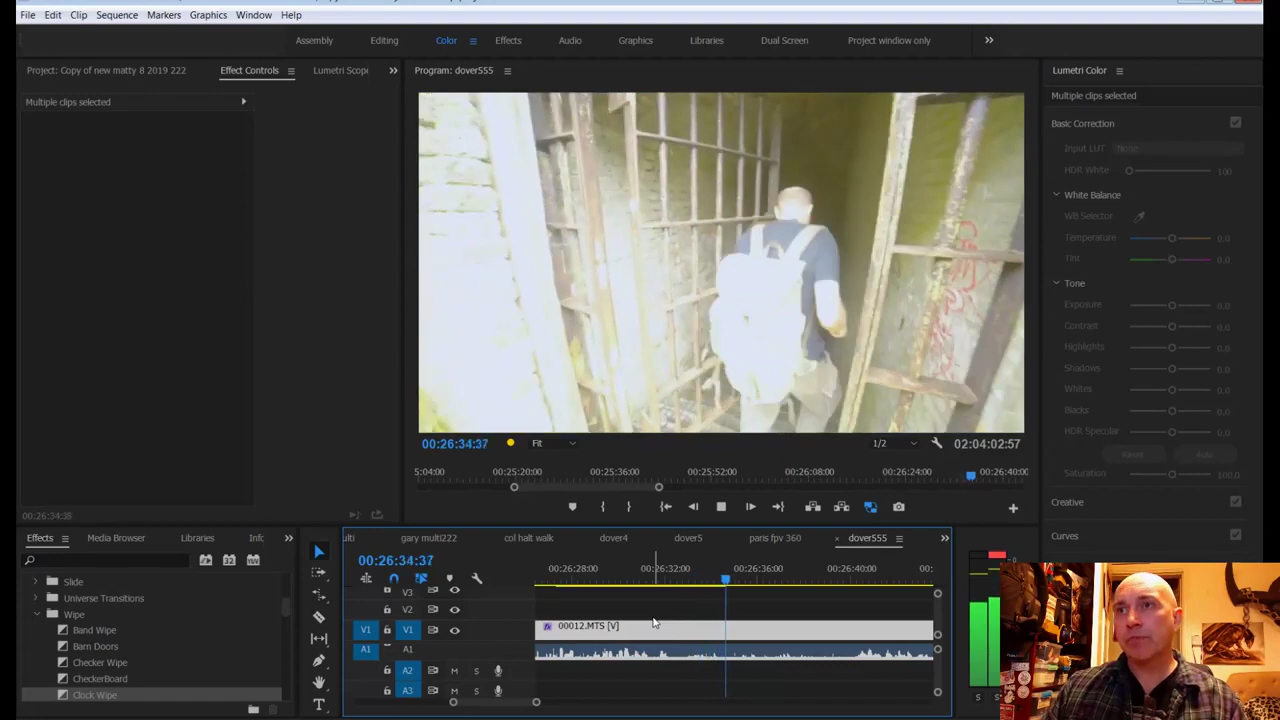 File Edit Clip Sequence Markers Graphics Window Help
Assembly Editing Color Effects Audio Graphics Libraries Dual Screen Project window only
Project: Copy of new matty 8 2019 222 Effect Controls Lumetri Scop
Multiple clips selected
00:26:34:35
Program: dover555
00:26:34:37 Fit 1/2 02:04:02:57
5:04:00 00:25:20:00 00:25:36:00 00:25:52:00 00:26:08:00 00:26:24:00 00:26:40:0
Lumetri Color
Multiple clips selected
Basic Correction
Input LUT None
HDR White 100
White Balance
WB Selector
Temperature 0.0
Tint 0.0
Tone
Exposure 0.0
Contrast 0.0
Highlights 0.0
Shadows 0.0
Whites 0.0
Blacks 0.0
HDR Specular 0.0
Reset Auto
Saturation 100.0
Creative
Curves
Effects Media Browser Libraries Info
32
Slide
Universe Transitions
Wipe
Band Wipe
Barn Doors
Checker Wipe
CheckerBoard
Clock Wipe
ulti gary multi222 col halt walk dover4 dover5 paris fpv 360 × dover555
00:26:34:37
00:26:28:00 00:26:32:00 00:26:36:00 00:26:40:00 00:
V3
V2
V1 V1 fx 00012.MTS [V]
A1 A1
A2 M S
A3 M S
S